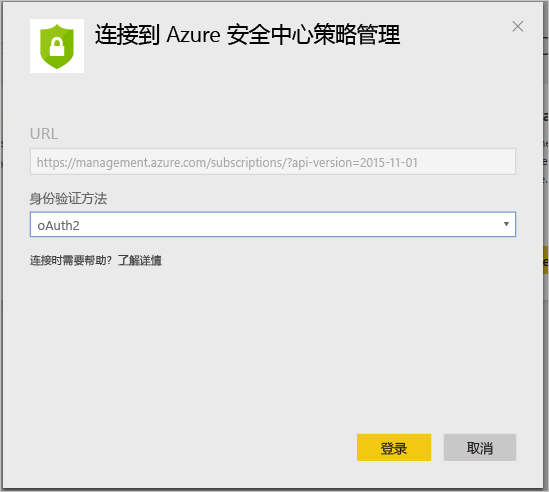 连接到 Azure 安全中心策略管理
URL
https://management.azure.com/subscriptions/?api-version=2015-11-01
身份验证方法
oAuth2
连接时需要帮助？了解详情
登录
取消